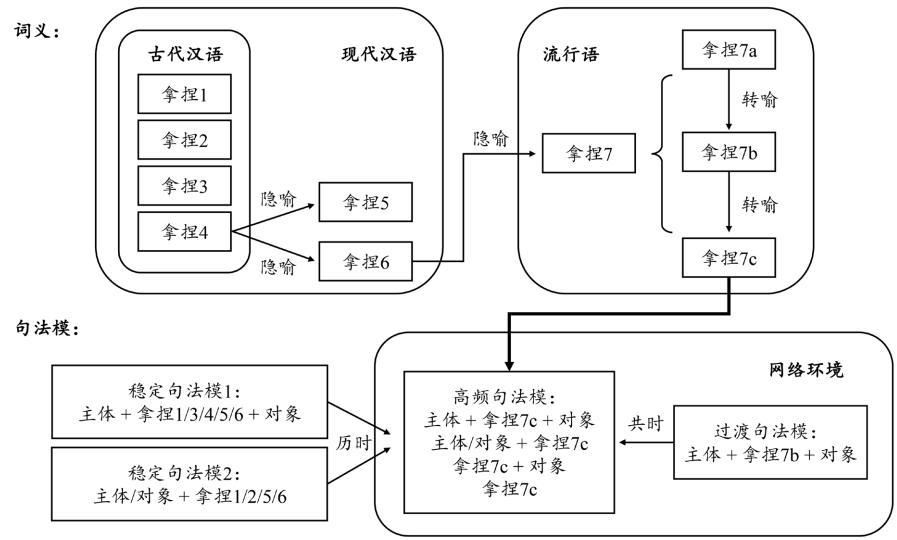 词义：
古代汉语
现代汉语
拿捏1
拿捏2
拿捏3
拿捏4
隐喻
隐喻
拿捏5
拿捏6
隐喻
流行语
拿捏7
拿捏7a
转喻
拿捏7b
转喻
拿捏7c
句法模：
稳定句法模1：
主体 + 拿捏1/3/4/5/6 + 对象
稳定句法模2：
主体/对象 + 拿捏1/2/5/6
历时
网络环境
高频句法模：
主体 + 拿捏7c + 对象
主体/对象 + 拿捏7c
拿捏7c + 对象
拿捏7c
共时
过渡句法模：
主体 + 拿捏7b + 对象